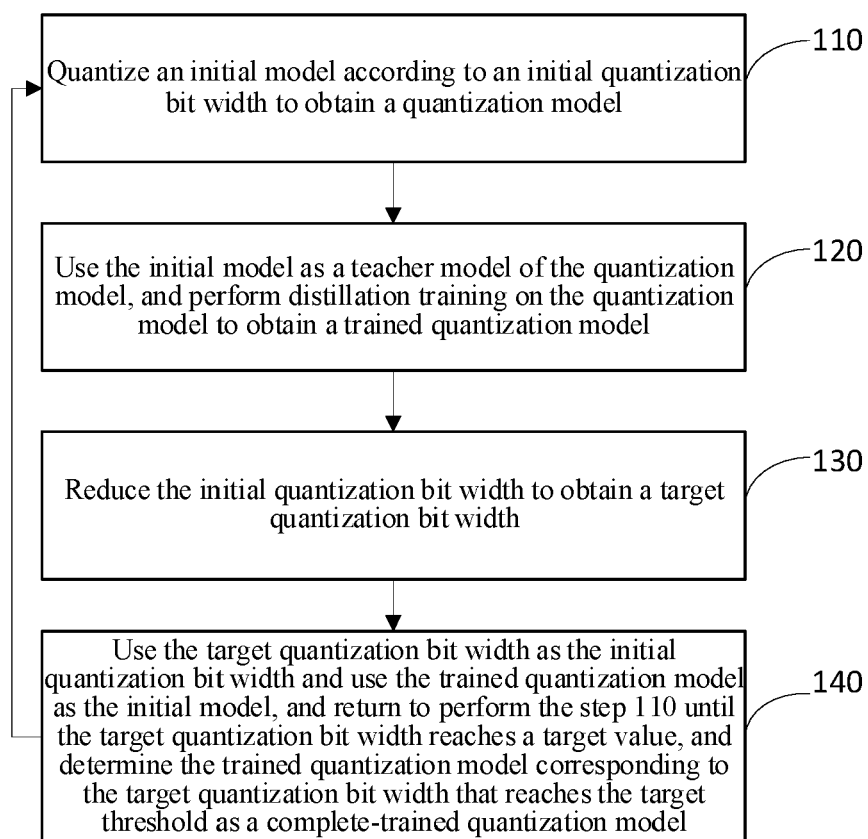 110
Quantize an initial model according to an initial quantization
bit width to obtain a quantization model
120
Use the initial model as a teacher model of the quantization
model, and perform distillation training on the quantization
model to obtain a trained quantization model
130
Reduce the initial quantization bit width to obtain a target
quantization bit width
140
Use the target quantization bit width as the initial
quantization bit width and use the trained quantization model
as the initial model, and return to perform the step 110 until
the target quantization bit width reaches a target value, and
determine the trained quantization model corresponding to
the target quantization bit width that reaches the target
threshold as a complete-trained quantization model